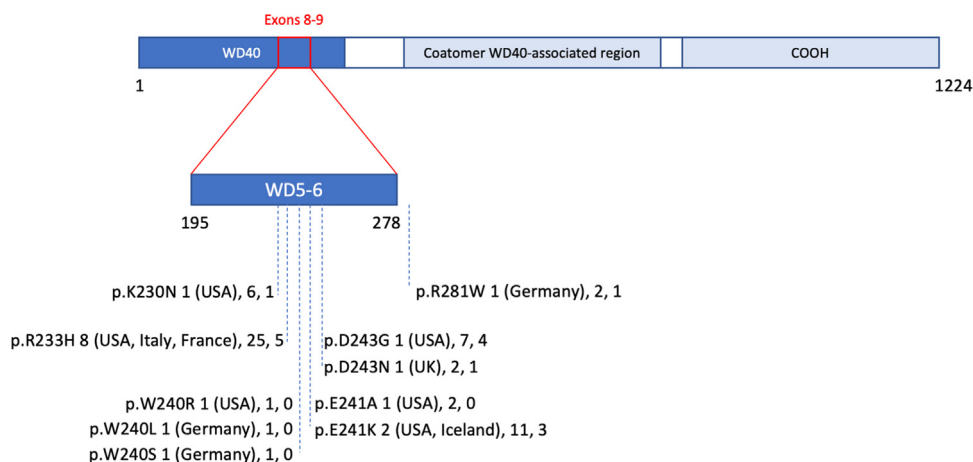 Exons 8-9
WD40
Coatomer WD40-associated region
COOH
1
1224
WD5-6
195
278
p.K230N 1 (USA), 6, 1
p.R281W 1 (Germany), 2, 1
p.R233H 8 (USA, Italy, France), 25, 5
p.D243G 1 (USA), 7, 4
p.D243N 1 (UK), 2, 1
p.W240R 1 (USA), 1, 0
p.E241A 1 (USA), 2, 0
p.W240L 1 (Germany), 1, 0
p.E241K 2 (USA, Iceland), 11, 3
p.W240S 1 (Germany), 1, 0